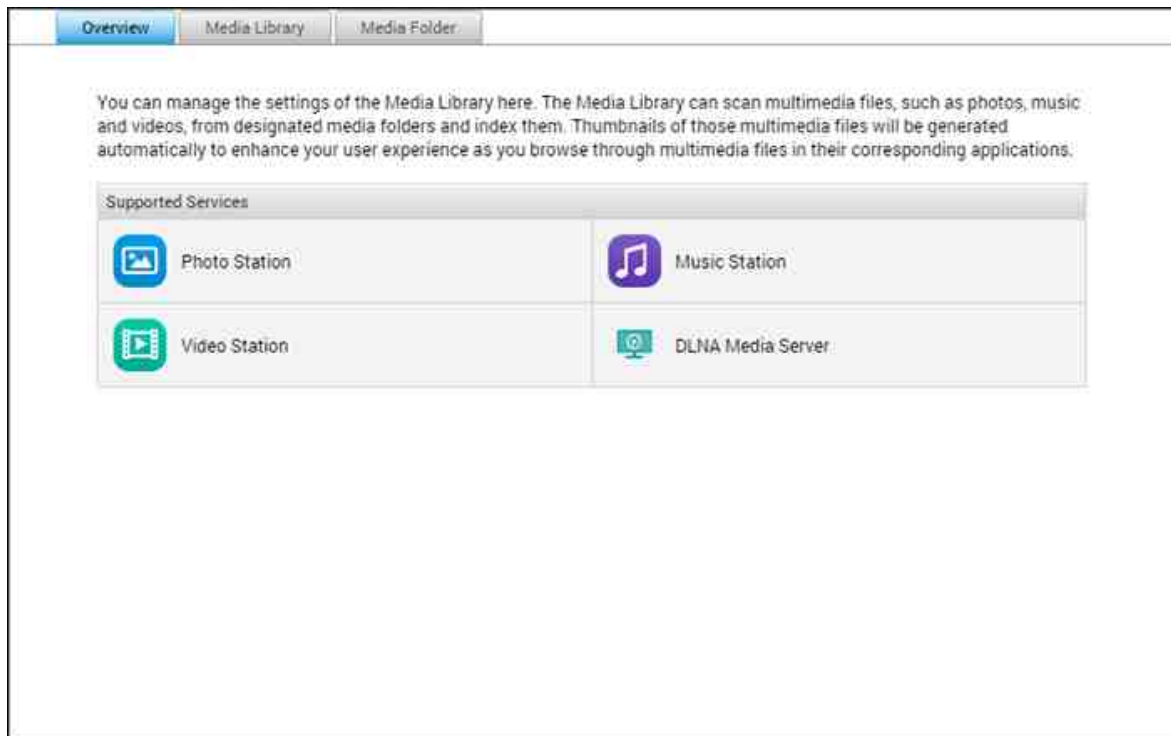 Overview Media Library Media Folder
You can manage the settings of the Media Library here. The Media Library can scan multimedia files, such as photos, music
and videos, from designated media folders and index them. Thumbnails of those multimedia files will be generated
automatically to enhance your user experience as you browse through multimedia files in their corresponding applications.
Supported Services
Photo Station Music Station
Video Station DLNA Media Server